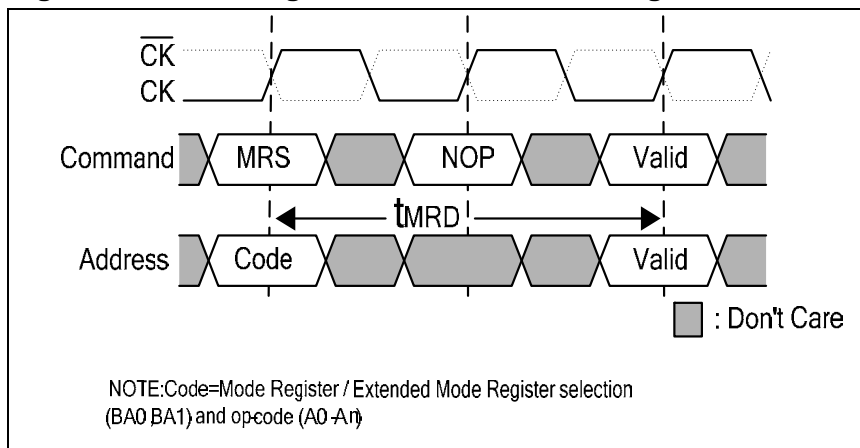 CK
CK
Command MRS NOP Valid
tMRD
Address Code Valid
: Don't Care
NOTE:Code=Mode Register / Extended Mode Register selection
(BA0,BA1) and op-code (A0-An)